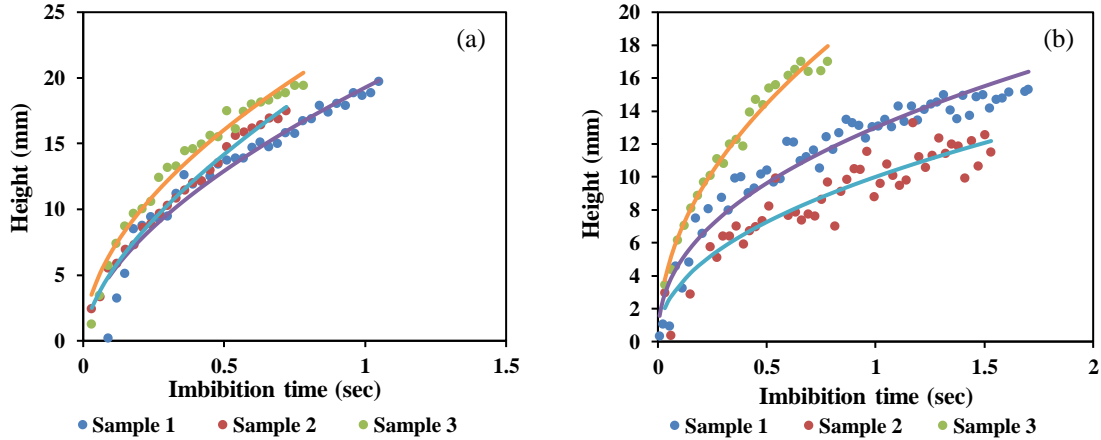 (a)
25
20
15
10
5
0
Height (mm)
0 0.5 1 1.5
Imbibition time (sec)
Sample 1 Sample 2 Sample 3
(b)
20
18
16
14
12
10
8
6
4
2
0
Height (mm)
0 0.5 1 1.5 2
Imbibition time (sec)
Sample 1 Sample 2 Sample 3